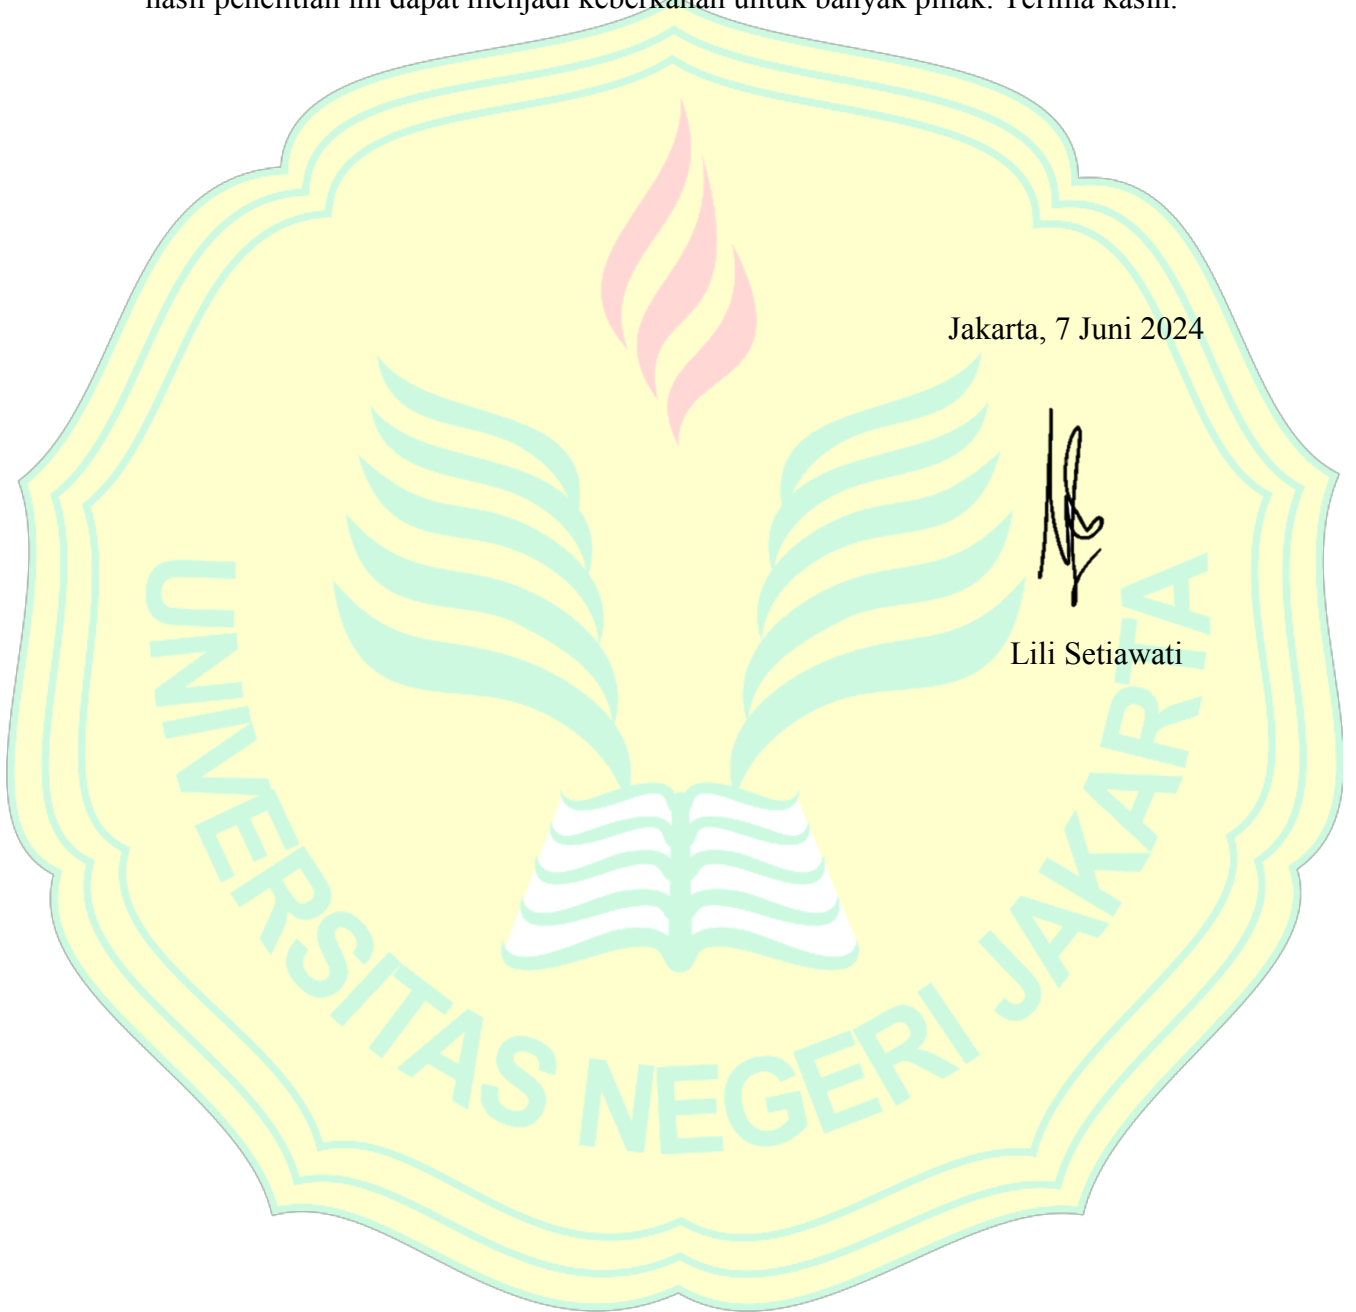 hasil penelitian ini dapat menjadi keberkahan untuk banyak pihak. Terima kasih.
Jakarta, 7 Juni 2024
Lili Setiawati
UNIVERSITAS NEGERI JAKARTA